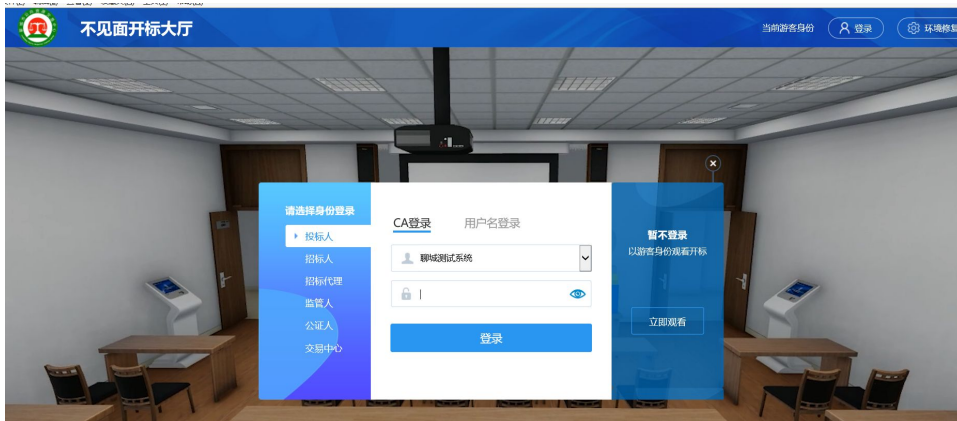 不见面开标大厅
当前游客身份
登录
环境修复
请选择身份登录
投标人
招标人
招标代理
监管人
公证人
交易中心
CA登录
用户名登录
聊城测试系统
登录
暂不登录
以游客身份观看开标
立即观看